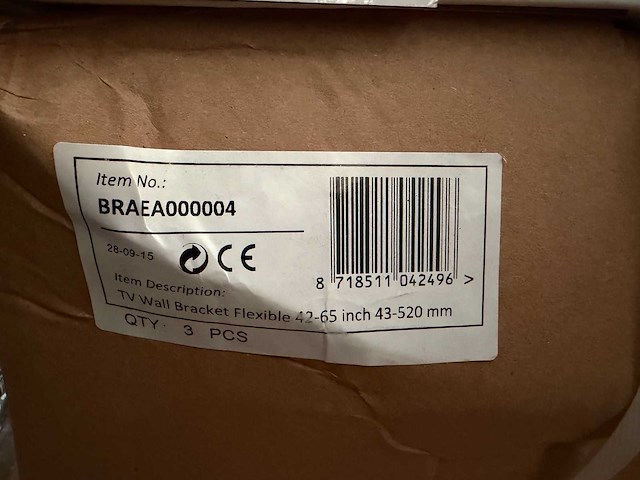 Item No.:
BRAEA000004
28-09-15
CE
8 718511 042496 >
Item Description:
TV Wall Bracket Flexible 42-65 inch 43-520 mm
QTY: 3 PCS